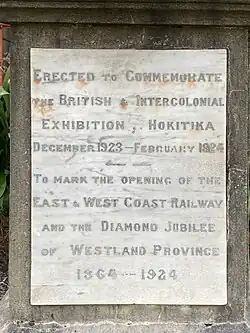 ERECTED TO COMMEMORATE
THE BRITISH & INTERCOLONIAL
EXHIBITION, HOKITIKA
DECEMBER 1923—FEBRUARY 1924
TO MARK THE OPENING OF THE
EAST & WEST COAST RAILWAY
AND THE DIAMOND JUBILEE
OF WESTLAND PROVINCE
1864—1924